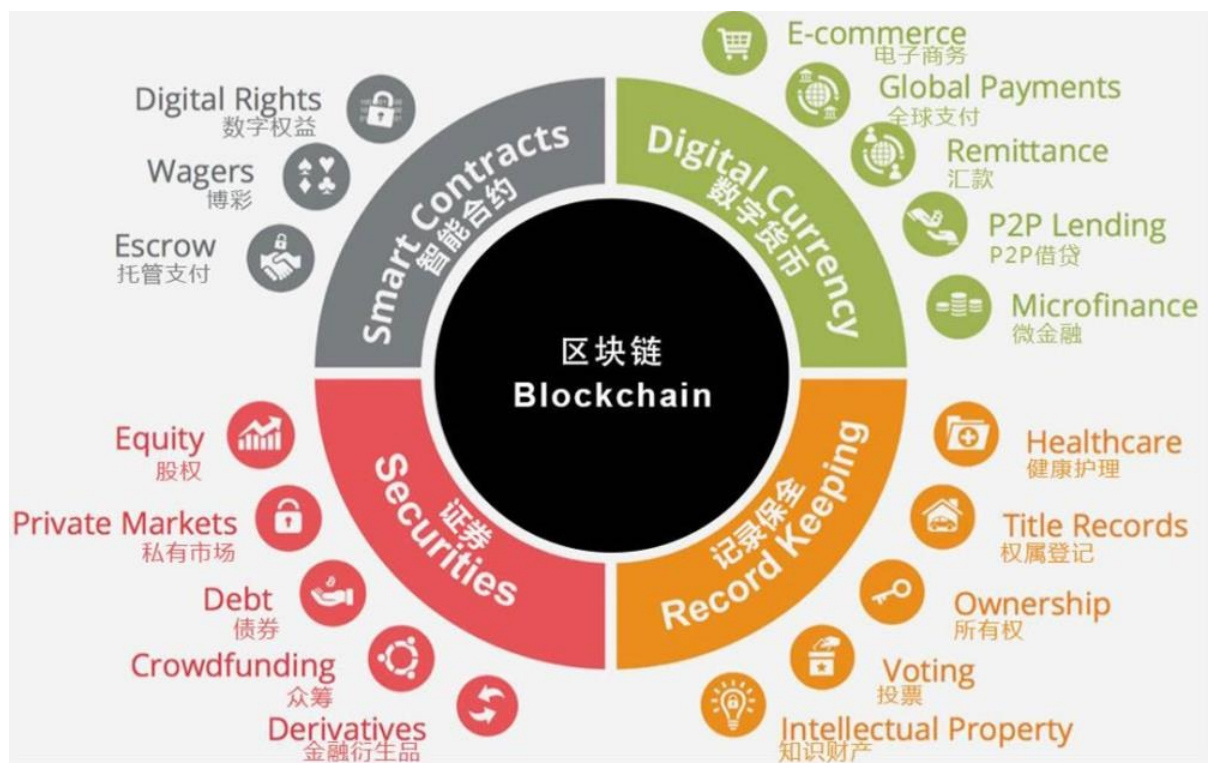 区块链
Blockchain
Smart Contracts
智能合约
Digital Rights
数字权益
Wagers
博彩
Escrow
托管支付
Digital Currency
数字货币
E-commerce
电子商务
Global Payments
全球支付
Remittance
汇款
P2P Lending
P2P借贷
Microfinance
微金融
证券
Securities
Equity
股权
Private Markets
私有市场
Debt
债券
Crowdfunding
众筹
Derivatives
金融衍生品
记录保全
Record Keeping
Healthcare
健康护理
Title Records
权属登记
Ownership
所有权
Voting
投票
Intellectual Property
知识财产